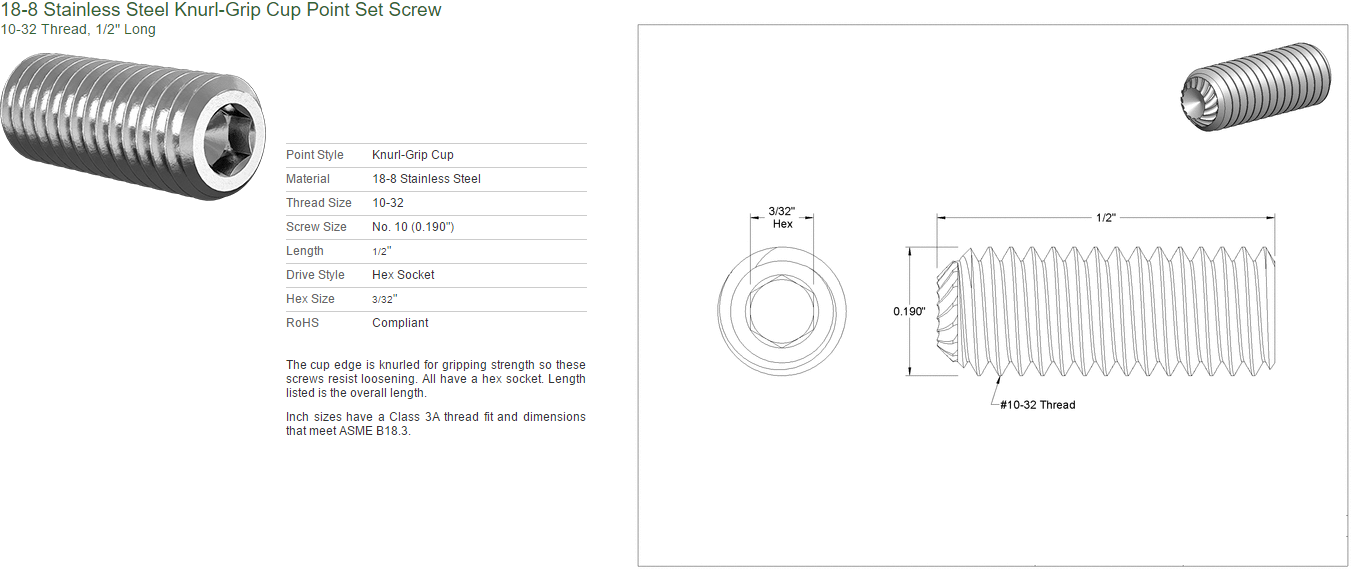 18-8 Stainless Steel Knurl-Grip Cup Point Set Screw
10-32 Thread, 1/2" Long
Point Style Knurl-Grip Cup
Material 18-8 Stainless Steel
Thread Size 10-32
Screw Size No. 10 (0.190")
Length 1/2"
Drive Style Hex Socket
Hex Size 3/32"
RoHS Compliant
The cup edge is knurled for gripping strength so these
screws resist loosening. All have a hex socket. Length
listed is the overall length.
Inch sizes have a Class 3A thread fit and dimensions
that meet ASME B18.3.
3/32"
Hex
1/2"
0.190"
#10-32 Thread